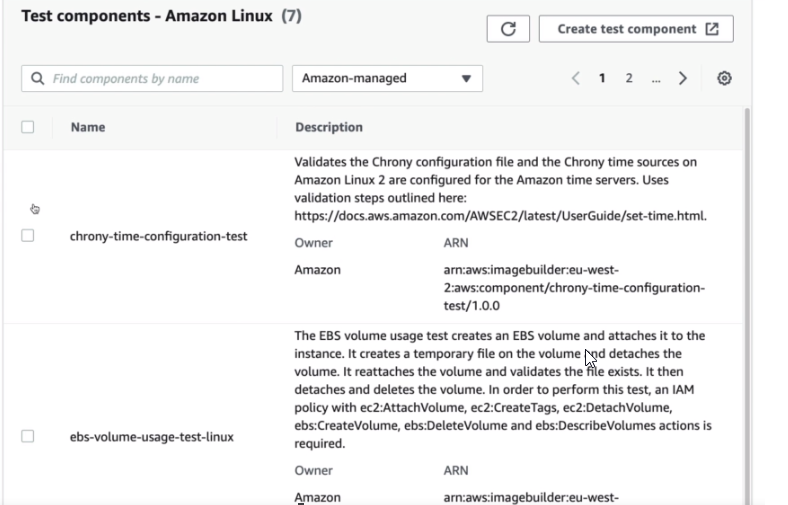 Test components - Amazon Linux (7)
Create test component
Find components by name
Amazon-managed
1 2 ...
Name Description
Validates the Chrony configuration file and the Chrony time sources on
Amazon Linux 2 are configured for the Amazon time servers. Uses
validation steps outlined here:
https://docs.aws.amazon.com/AWSEC2/latest/UserGuide/set-time.html.
chrony-time-configuration-test
Owner ARN
Amazon arn:aws:imagebuilder:eu-west-
2:aws:component/chrony-time-configuration-
test/1.0.0
The EBS volume usage test creates an EBS volume and attaches it to the
instance. It creates a temporary file on the volume and detaches the
volume. It reattaches the volume and validates the file exists. It then
detaches and deletes the volume. In order to perform this test, an IAM
policy with ec2:AttachVolume, ec2:CreateTags, ec2:DetachVolume,
ebs:CreateVolume, ebs:DeleteVolume and ebs:DescribeVolumes actions is
required.
ebs-volume-usage-test-linux
Owner ARN
Amazon arn:aws:imagebuilder:eu-west-